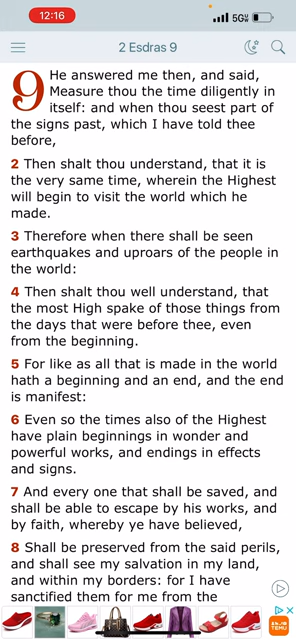 12:16
5G
2 Esdras 9
9 He answered me then, and said,
Measure thou the time diligently in
itself: and when thou seest part of
the signs past, which I have told thee
before,
2 Then shalt thou understand, that it is
the very same time, wherein the Highest
will begin to visit the world which he
made.
3 Therefore when there shall be seen
earthquakes and uproars of the people in
the world:
4 Then shalt thou well understand, that
the most High spake of those things from
the days that were before thee, even
from the beginning.
5 For like as all that is made in the world
hath a beginning and an end, and the end
is manifest:
6 Even so the times also of the Highest
have plain beginnings in wonder and
powerful works, and endings in effects
and signs.
7 And every one that shall be saved, and
shall be able to escape by his works, and
by faith, whereby ye have believed,
8 Shall be preserved from the said perils,
and shall see my salvation in my land,
and within my borders: for I have
sanctified them for me from the
TEMU